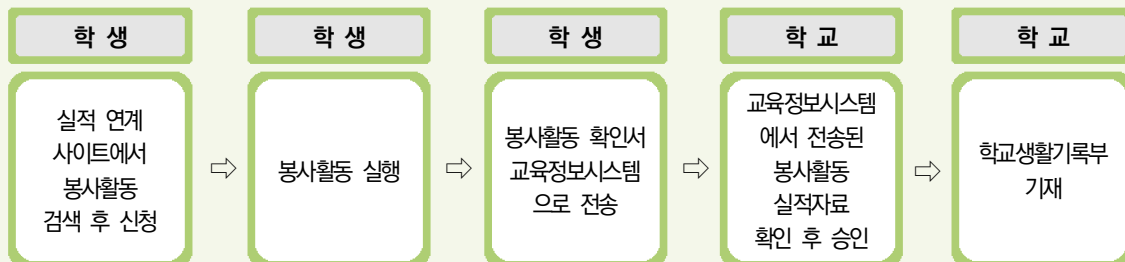 학 생
학 생
학 생
학 교
학 교
실적 연계
사이트에서
봉사활동
검색 후 신청
⇨
봉사활동 실행
⇨
봉사활동 확인서
교육정보시스템
으로 전송
⇨
교육정보시스템
에서 전송된
봉사활동
실적자료
확인 후 승인
⇨
학교생활기록부
기재